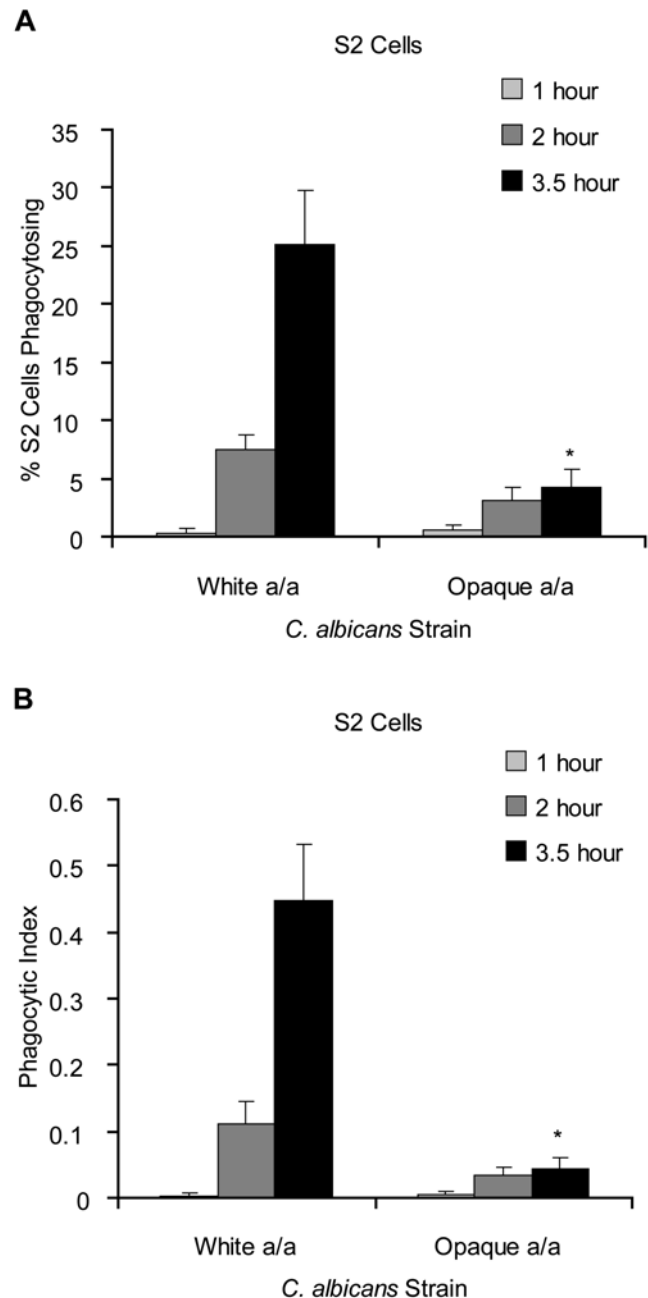 A
S2 Cells
1 hour
2 hour
3.5 hour
35
30
25
20
15
10
5
0
% S2 Cells Phagocytosing
*
White a/a
Opaque a/a
C. albicans Strain
B
S2 Cells
1 hour
2 hour
3.5 hour
0.6
0.5
0.4
0.3
0.2
0.1
0
Phagocytic Index
*
White a/a
Opaque a/a
C. albicans Strain